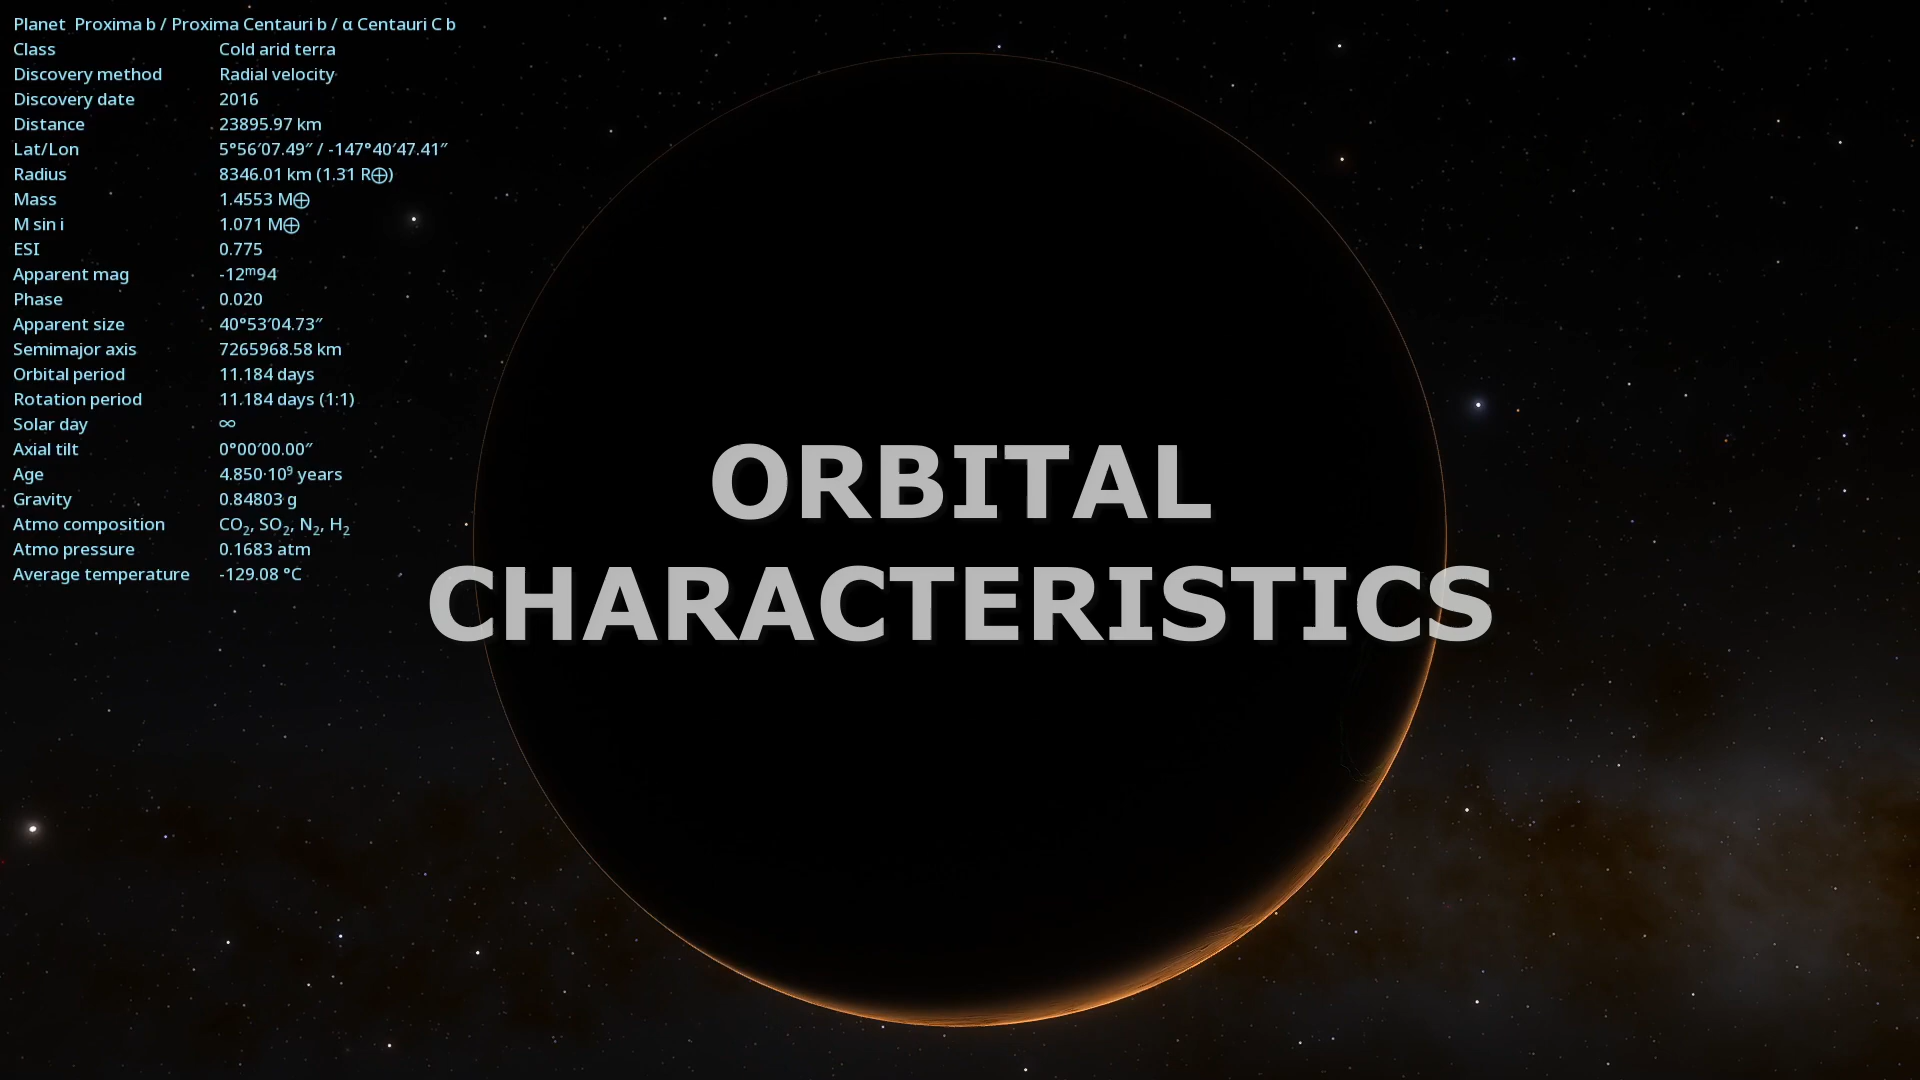 Planet Proxima b / Proxima Centauri b / α Centauri C b
Class Cold arid terra
Discovery method Radial velocity
Discovery date 2016
Distance 23895.97 km
Lat/Lon 5°56′07.49″ / -147°40′47.41″
Radius 8346.01 km (1.31 R⊕)
Mass 1.4553 M⊕
M sin i 1.071 M⊕
ESI 0.775
Apparent mag -12ᵐ94
Phase 0.020
Apparent size 40°53′04.73″
Semimajor axis 7265968.58 km
Orbital period 11.184 days
Rotation period 11.184 days (1:1)
Solar day ∞
Axial tilt 0°00′00.00″
Age 4.850·10⁹ years
Gravity 0.84803 g
Atmo composition CO₂, SO₂, N₂, H₂
Atmo pressure 0.1683 atm
Average temperature -129.08 °C
ORBITAL
CHARACTERISTICS